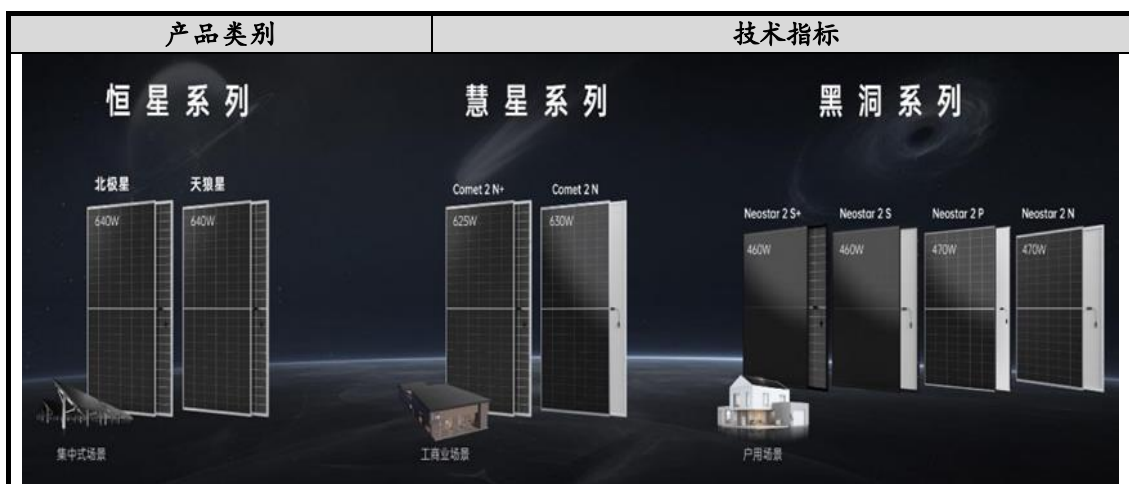 产品类别 技术指标
恒星系列 慧星系列 黑洞系列
北极星 天狼星 Comet 2 N+ Comet 2 N
Neostar 2 S+ Neostar 2 S Neostar 2 P Neostar 2 N
640W 640W 625W 630W
460W 460W 470W 470W
集中式场景 工商业场景 户用场景